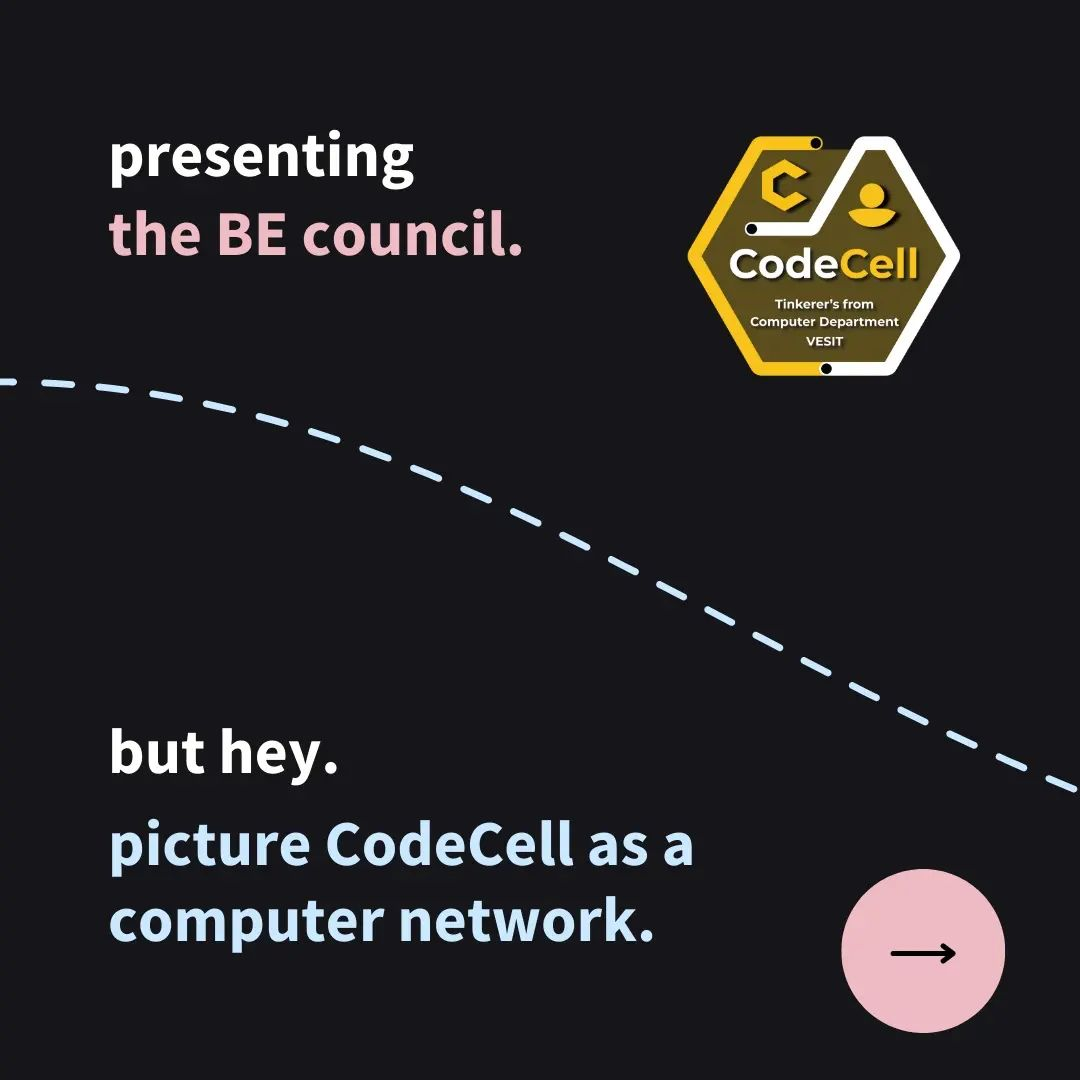 presenting
the BE council.
CodeCell
Tinkerer's from
Computer Department
VESIT
but hey.
picture CodeCell as a
computer network.